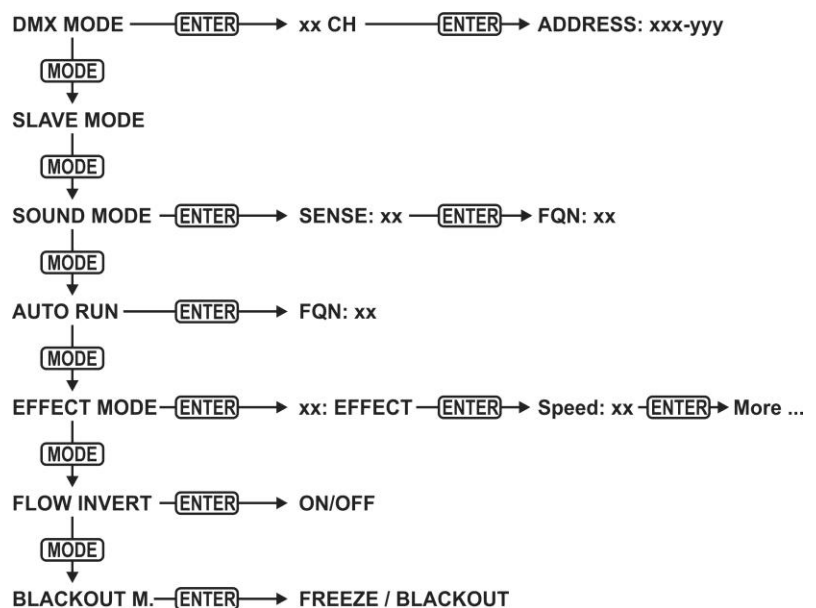 DMX MODE ENTER xx CH ENTER ADDRESS: xxx-yyy
MODE
SLAVE MODE
MODE
SOUND MODE ENTER SENSE: xx ENTER FQN: xx
MODE
AUTO RUN ENTER FQN: xx
MODE
EFFECT MODE ENTER xx: EFFECT ENTER Speed: xx ENTER More ...
MODE
FLOW INVERT ENTER ON/OFF
MODE
BLACKOUT M. ENTER FREEZE / BLACKOUT